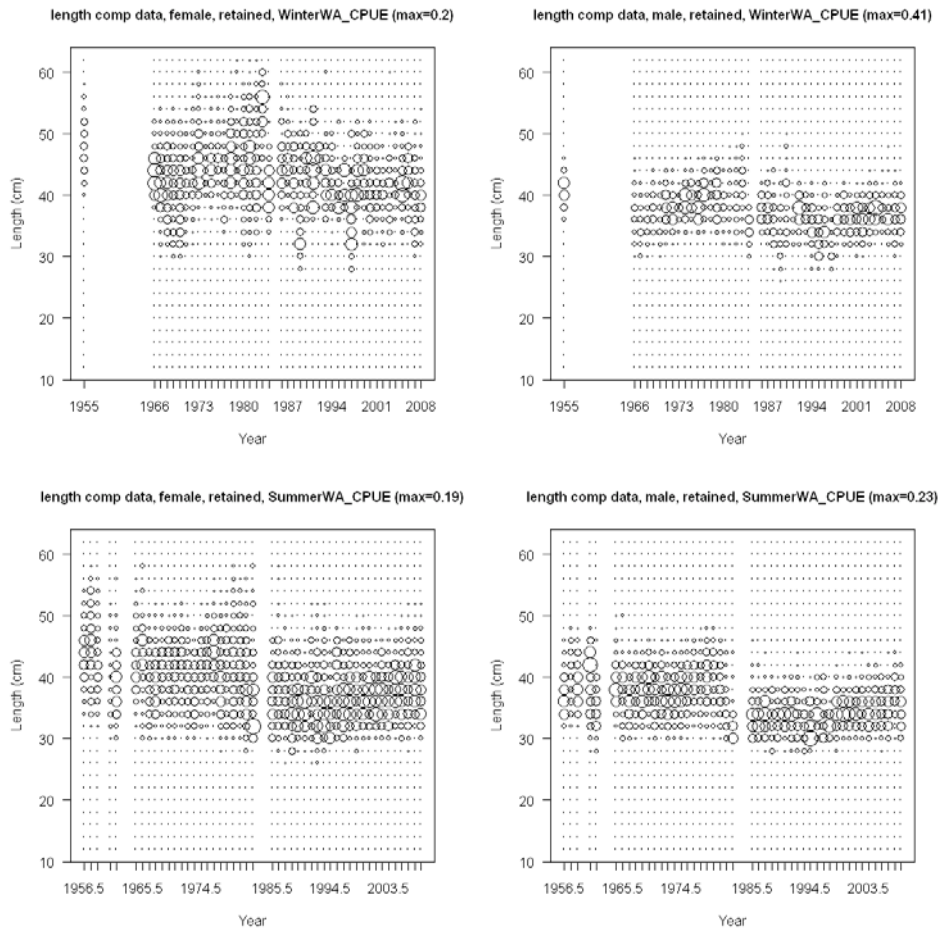 length comp data, female, retained, WinterWA_CPUE (max=0.2)
length comp data, male, retained, WinterWA_CPUE (max=0.41)
60
50
40
30
20
10
Length (cm)
1955 1966 1973 1980 1987 1994 2001 2008
Year
60
50
40
30
20
10
Length (cm)
1955 1966 1973 1980 1987 1994 2001 2008
Year
length comp data, female, retained, SummerWA_CPUE (max=0.19)
length comp data, male, retained, SummerWA_CPUE (max=0.23)
60
50
40
30
20
10
Length (cm)
1956.5 1965.5 1974.5 1985.5 1994.5 2003.5
Year
60
50
40
30
20
10
Length (cm)
1956.5 1965.5 1974.5 1985.5 1994.5 2003.5
Year